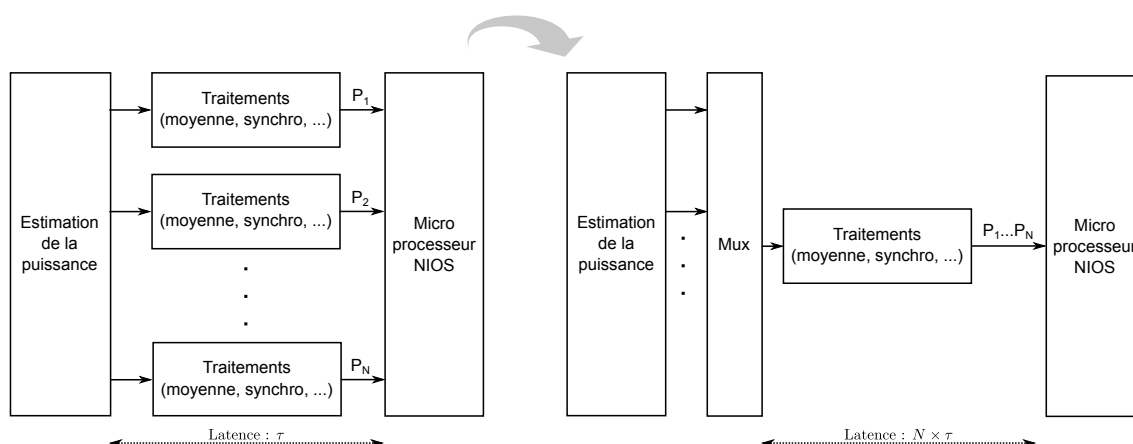 Estimation
de la
puissance
Traitements
(moyenne, synchro, ...)
P1
Traitements
(moyenne, synchro, ...)
P2
.
.
.
Traitements
(moyenne, synchro, ...)
PN
Micro
processeur
NIOS
Latence : τ
Estimation
de la
puissance
.
.
.
Mux
Traitements
(moyenne, synchro, ...)
P1...PN
Micro
processeur
NIOS
Latence : N × τ